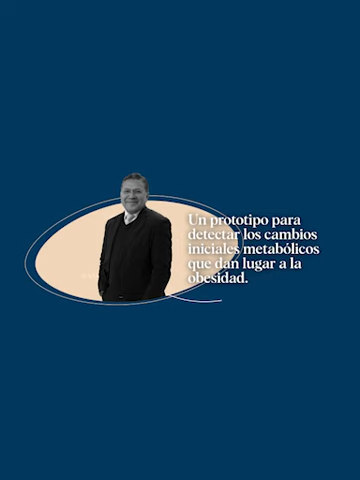 Un prototipo para
detectar los cambios
iniciales metabólicos
que dan lugar a la
obesidad.